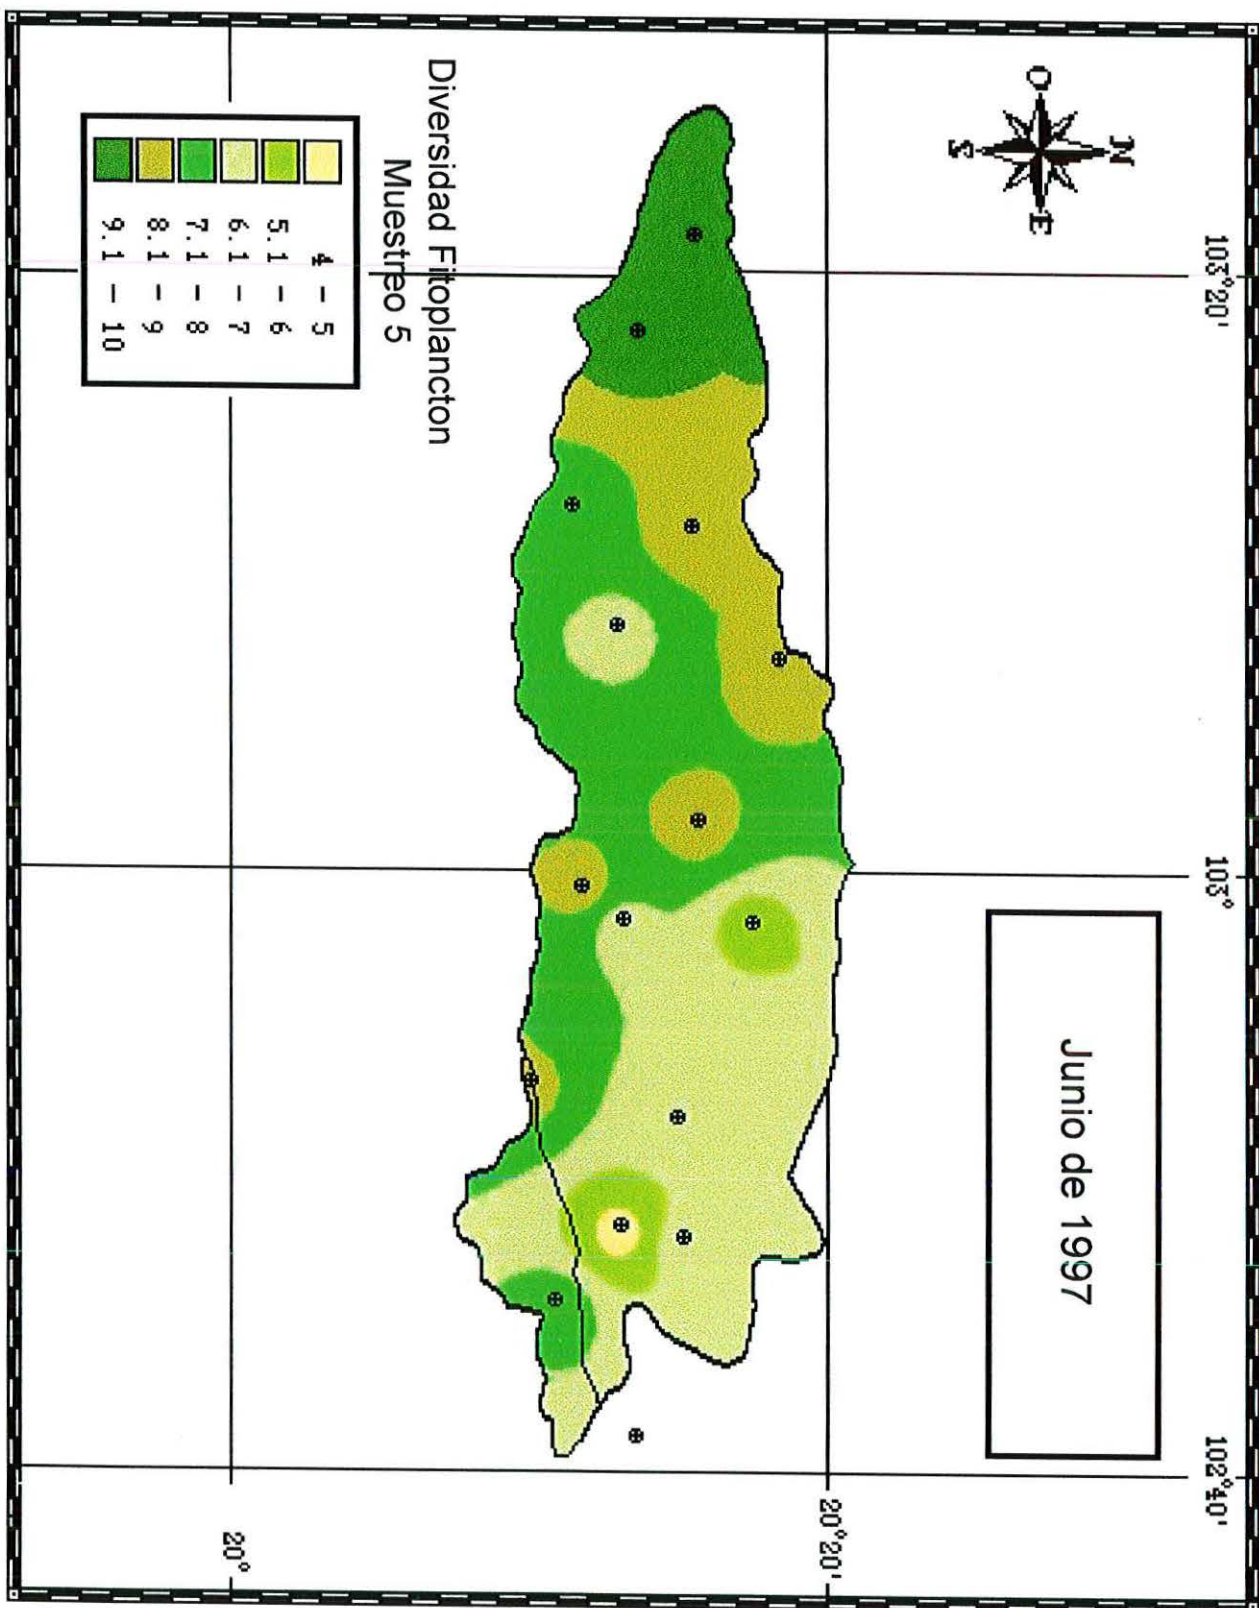 103°20'
103°
102°40'
N
O
E
S
Junio de 1997
20°20'
20°
Diversidad Fitoplancton
Muestreo 5
4 - 5
5.1 - 6
6.1 - 7
7.1 - 8
8.1 - 9
9.1 - 10